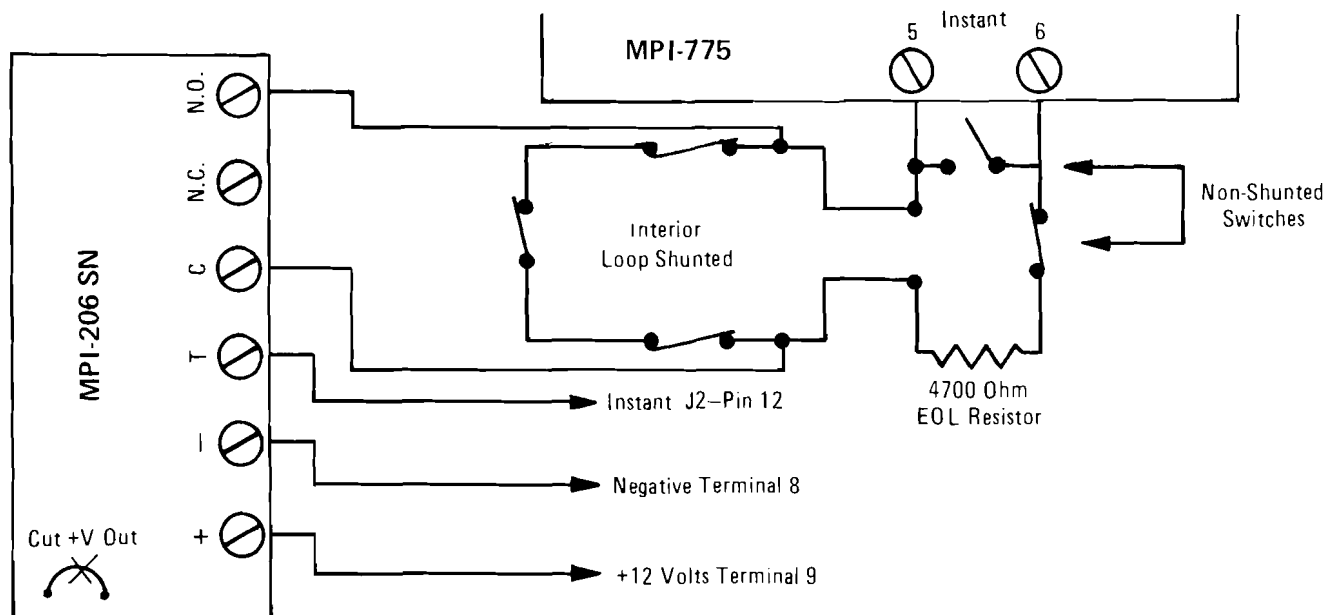 MPI-775
5
Instant
6
MPI-206 SN
N.O.
N.C.
C
T
–
+
Cut +V Out
Interior
Loop Shunted
Non-Shunted
Switches
4700 Ohm
EOL Resistor
Instant J2–Pin 12
Negative Terminal 8
+12 Volts Terminal 9